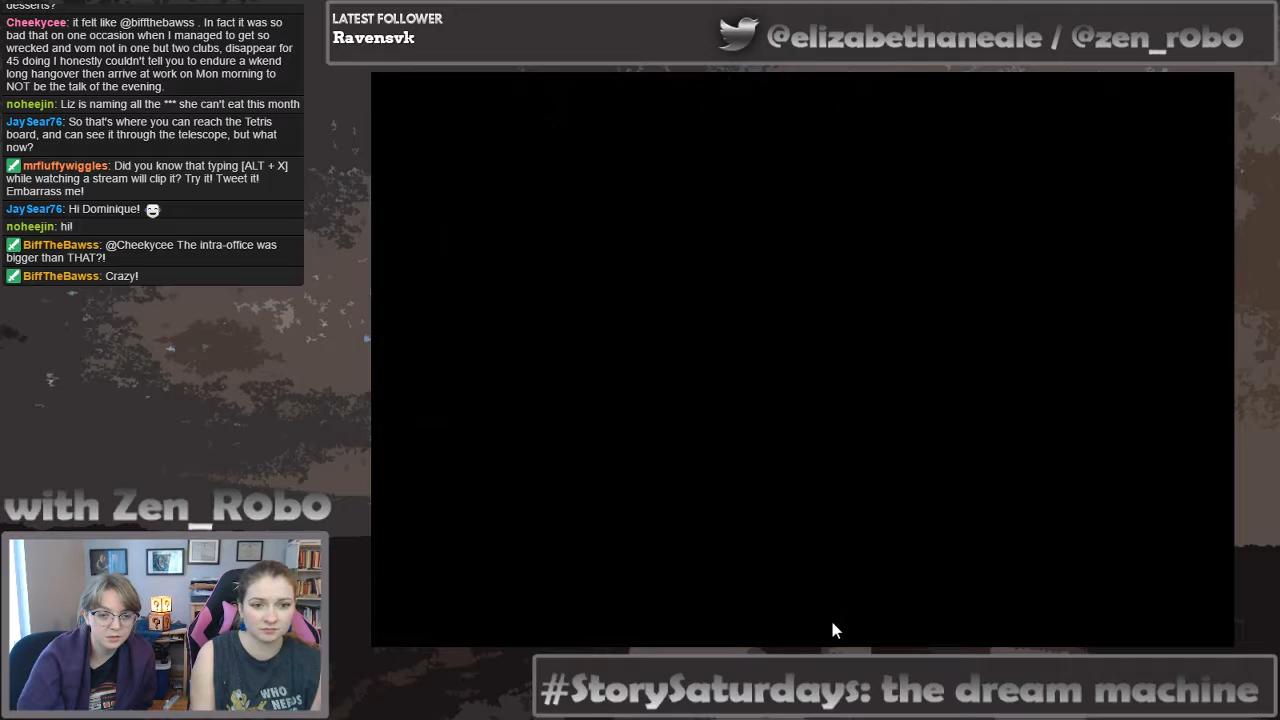 desserts?
Cheekycee: it felt like @biffthebawss . In fact it was so
bad that on one occasion when I managed to get so
wrecked and vom not in one but two clubs, disappear for
45 doing I honestly couldn't tell you to endure a wkend
long hangover then arrive at work on Mon morning to
NOT be the talk of the evening.
noheejin: Liz is naming all the *** she can't eat this month
JaySear76: So that's where you can reach the Tetris
board, and can see it through the telescope, but what
now?
mrfluffywiggles: Did you know that typing [ALT + X]
while watching a stream will clip it? Try it! Tweet it!
Embarrass me!
JaySear76: Hi Dominique!
noheejin: hi!
BiffTheBawss: @Cheekycee The intra-office was
bigger than THAT?!
BiffTheBawss: Crazy!
LATEST FOLLOWER
Ravensvk
@elizabethaneale / @zen_r0b0
with Zen_R0b0
WHO
NEEDS
#StorySaturdays: the dream machine